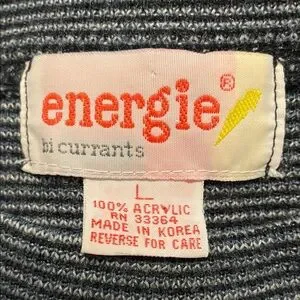 energie®
bi currants
L
100% ACRYLIC
RN 33364
MADE IN KOREA
REVERSE FOR CARE